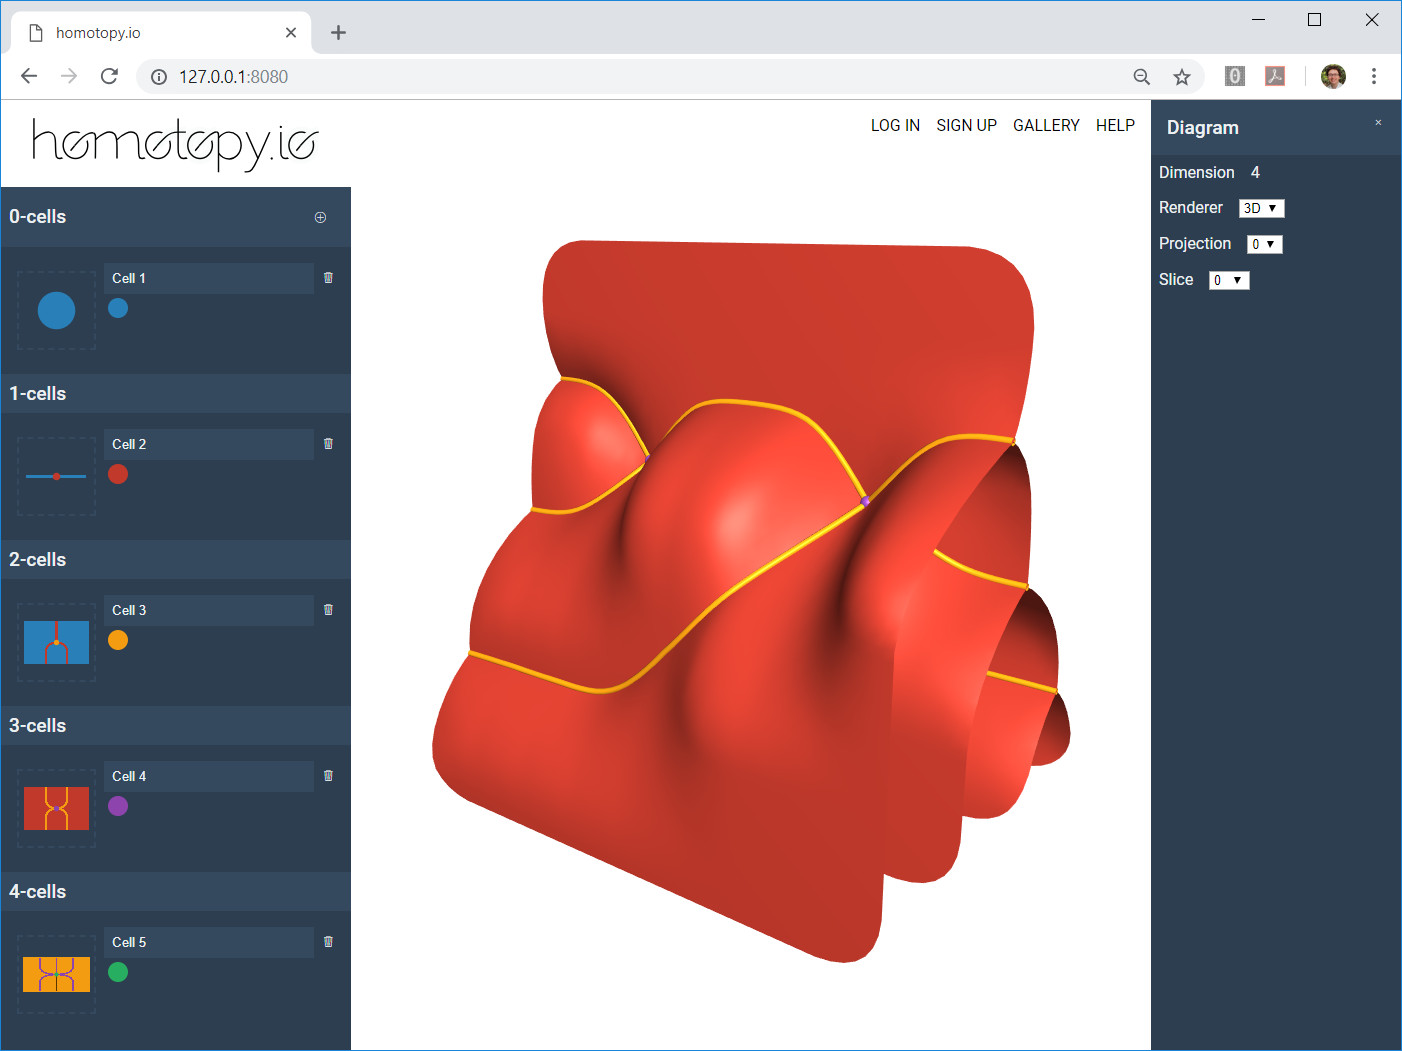 homotopy.io
127.0.0.1:8080
homotopy.io
LOG IN SIGN UP GALLERY HELP
0-cells
Cell 1
1-cells
Cell 2
2-cells
Cell 3
3-cells
Cell 4
4-cells
Cell 5
Diagram
Dimension 4
Renderer 3D
Projection 0
Slice 0